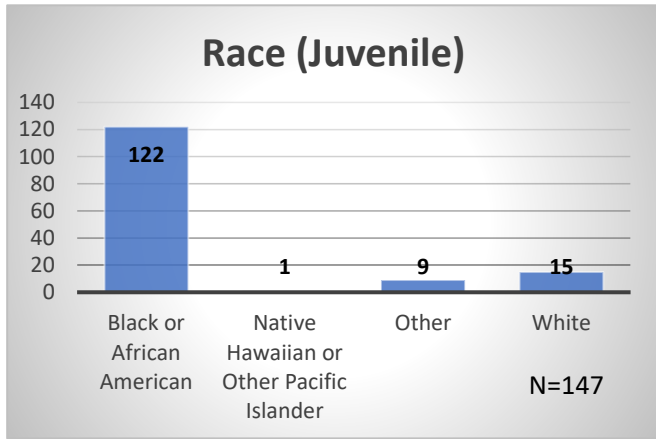 Race (Juvenile)
140
120
100
80
60
40
20
0
122
1
9
15
Black or
African
American
Native
Hawaiian or
Other Pacific
Islander
Other
White
N=147